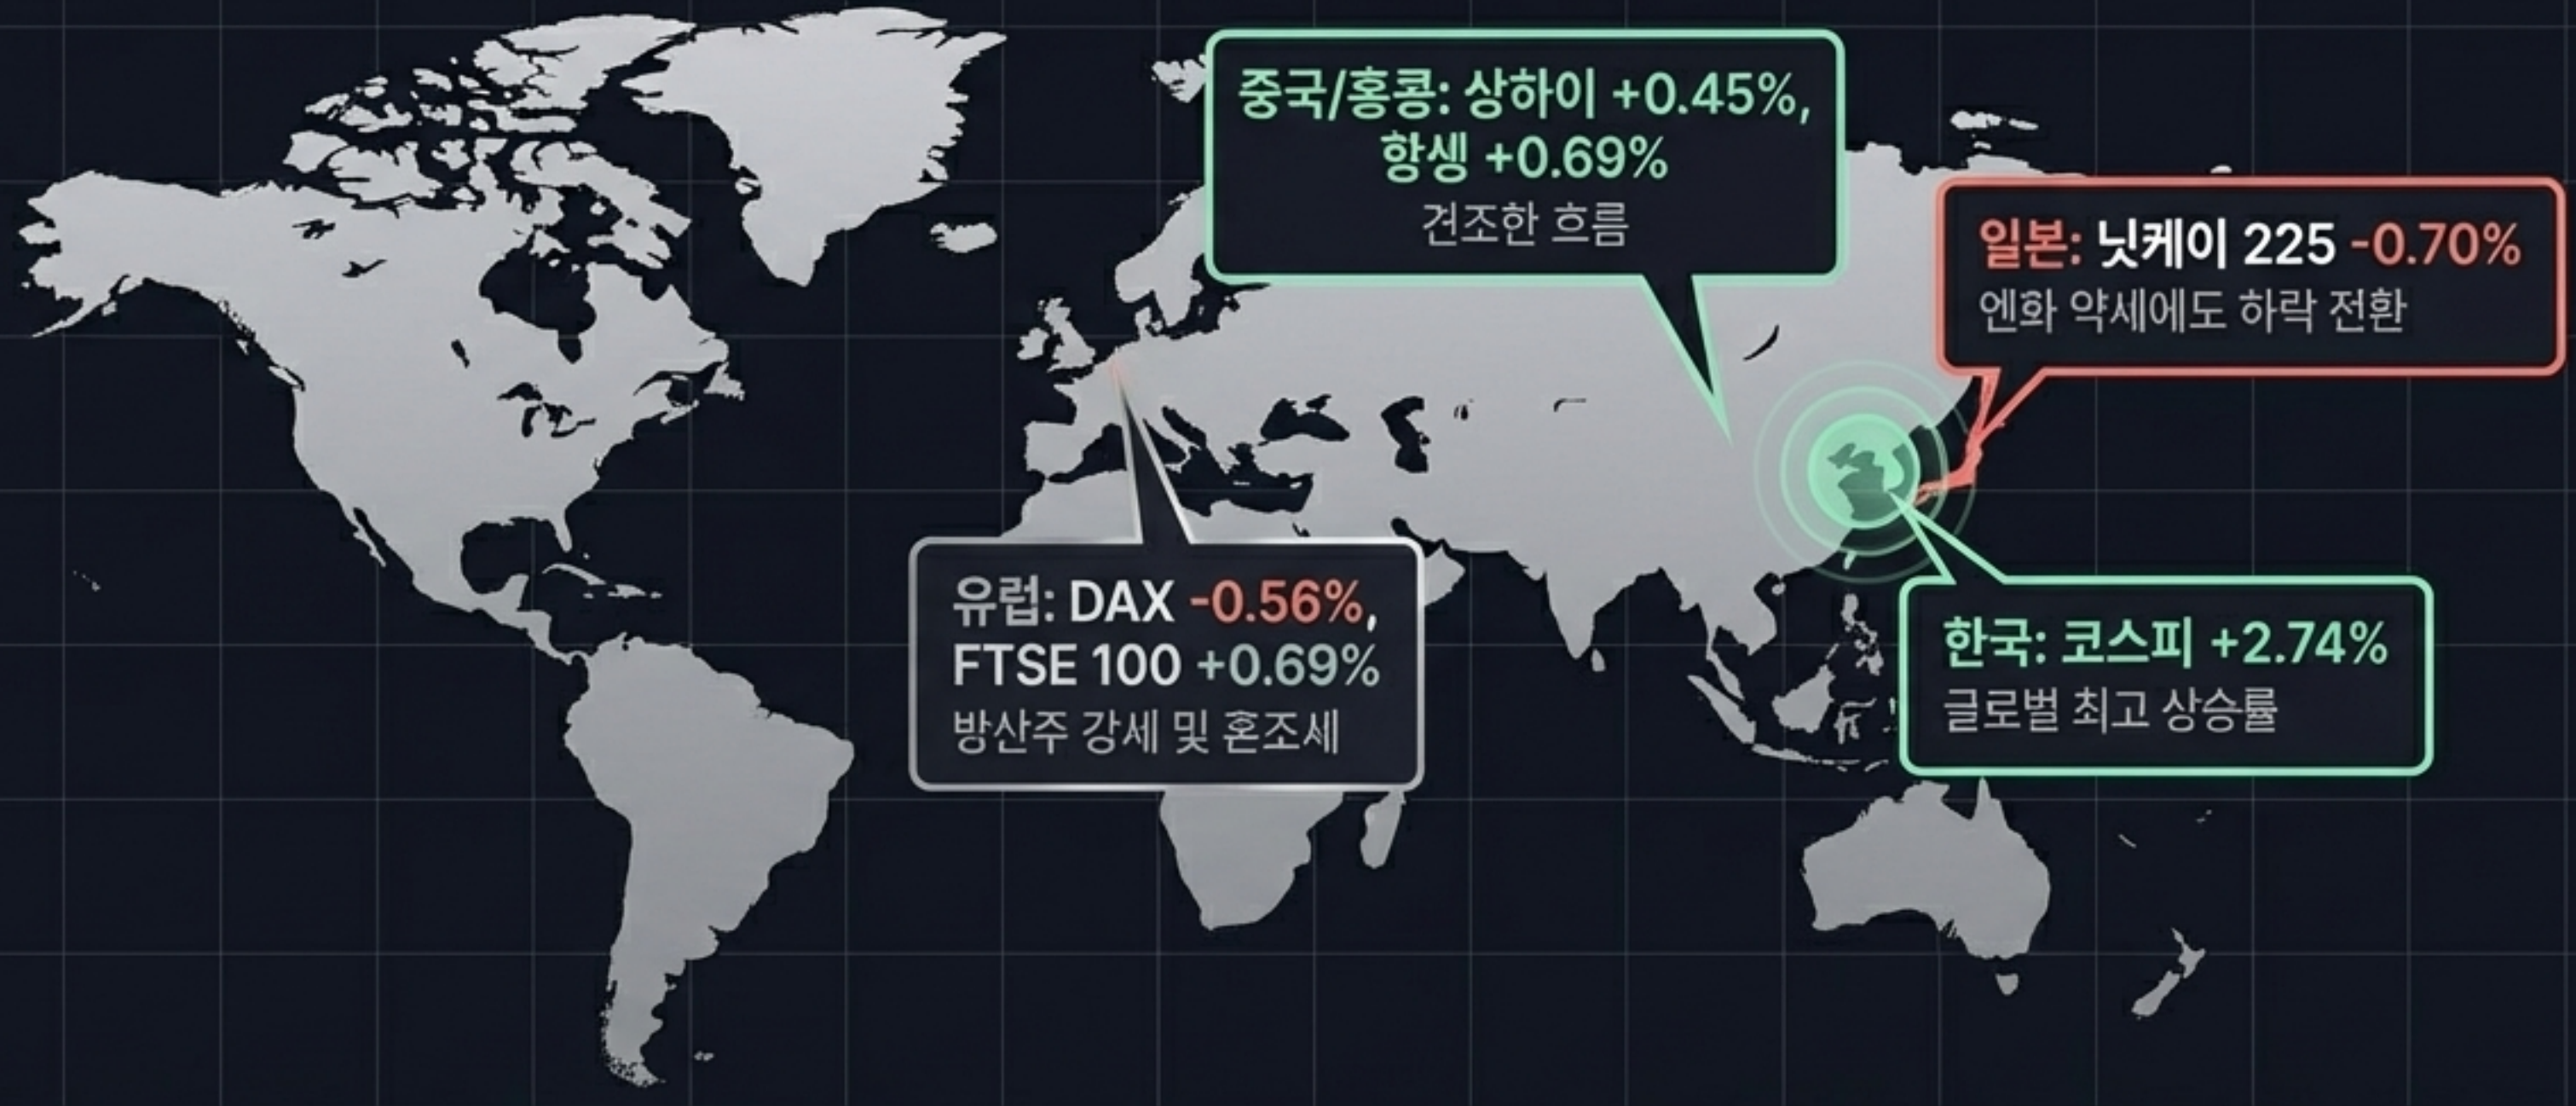 중국/홍콩: 상하이 +0.45%,
항셍 +0.69%
견조한 흐름
일본: 닛케이 225 -0.70%
엔화 약세에도 하락 전환
유럽: DAX -0.56%,
FTSE 100 +0.69%
방산주 강세 및 혼조세
한국: 코스피 +2.74%
글로벌 최고 상승률